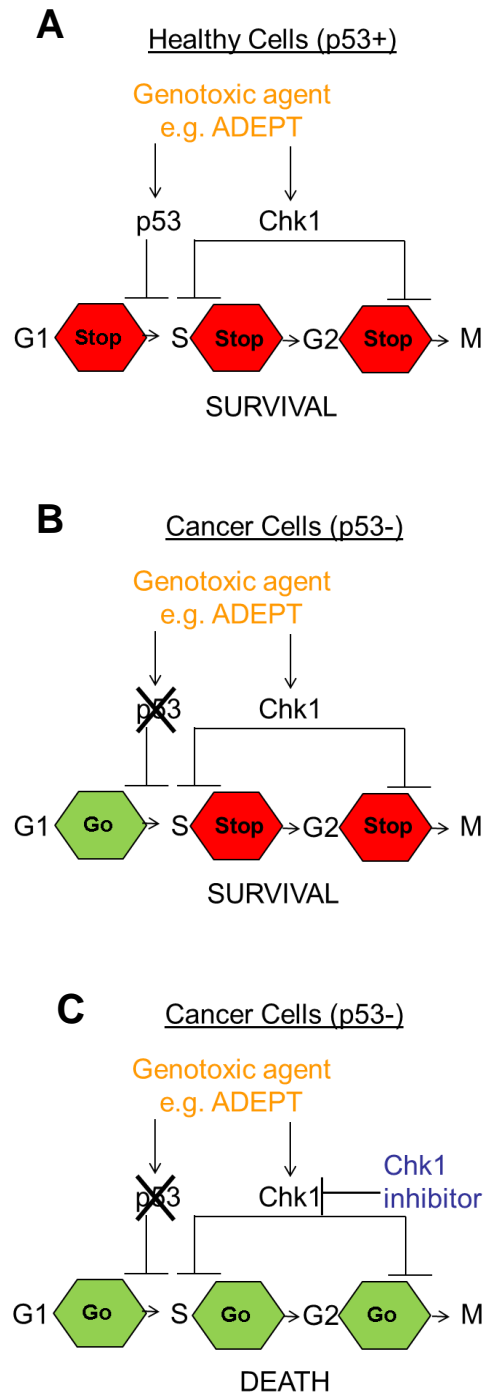 A
Healthy Cells (p53+)
Genotoxic agent
e.g. ADEPT
p53 Chk1
G1 Stop S Stop G2 Stop M
SURVIVAL
B
Cancer Cells (p53-)
Genotoxic agent
e.g. ADEPT
p53 Chk1
G1 Go S Stop G2 Stop M
SURVIVAL
C
Cancer Cells (p53-)
Genotoxic agent
e.g. ADEPT
p53 Chk1 Chk1
inhibitor
G1 Go S Go G2 Go M
DEATH